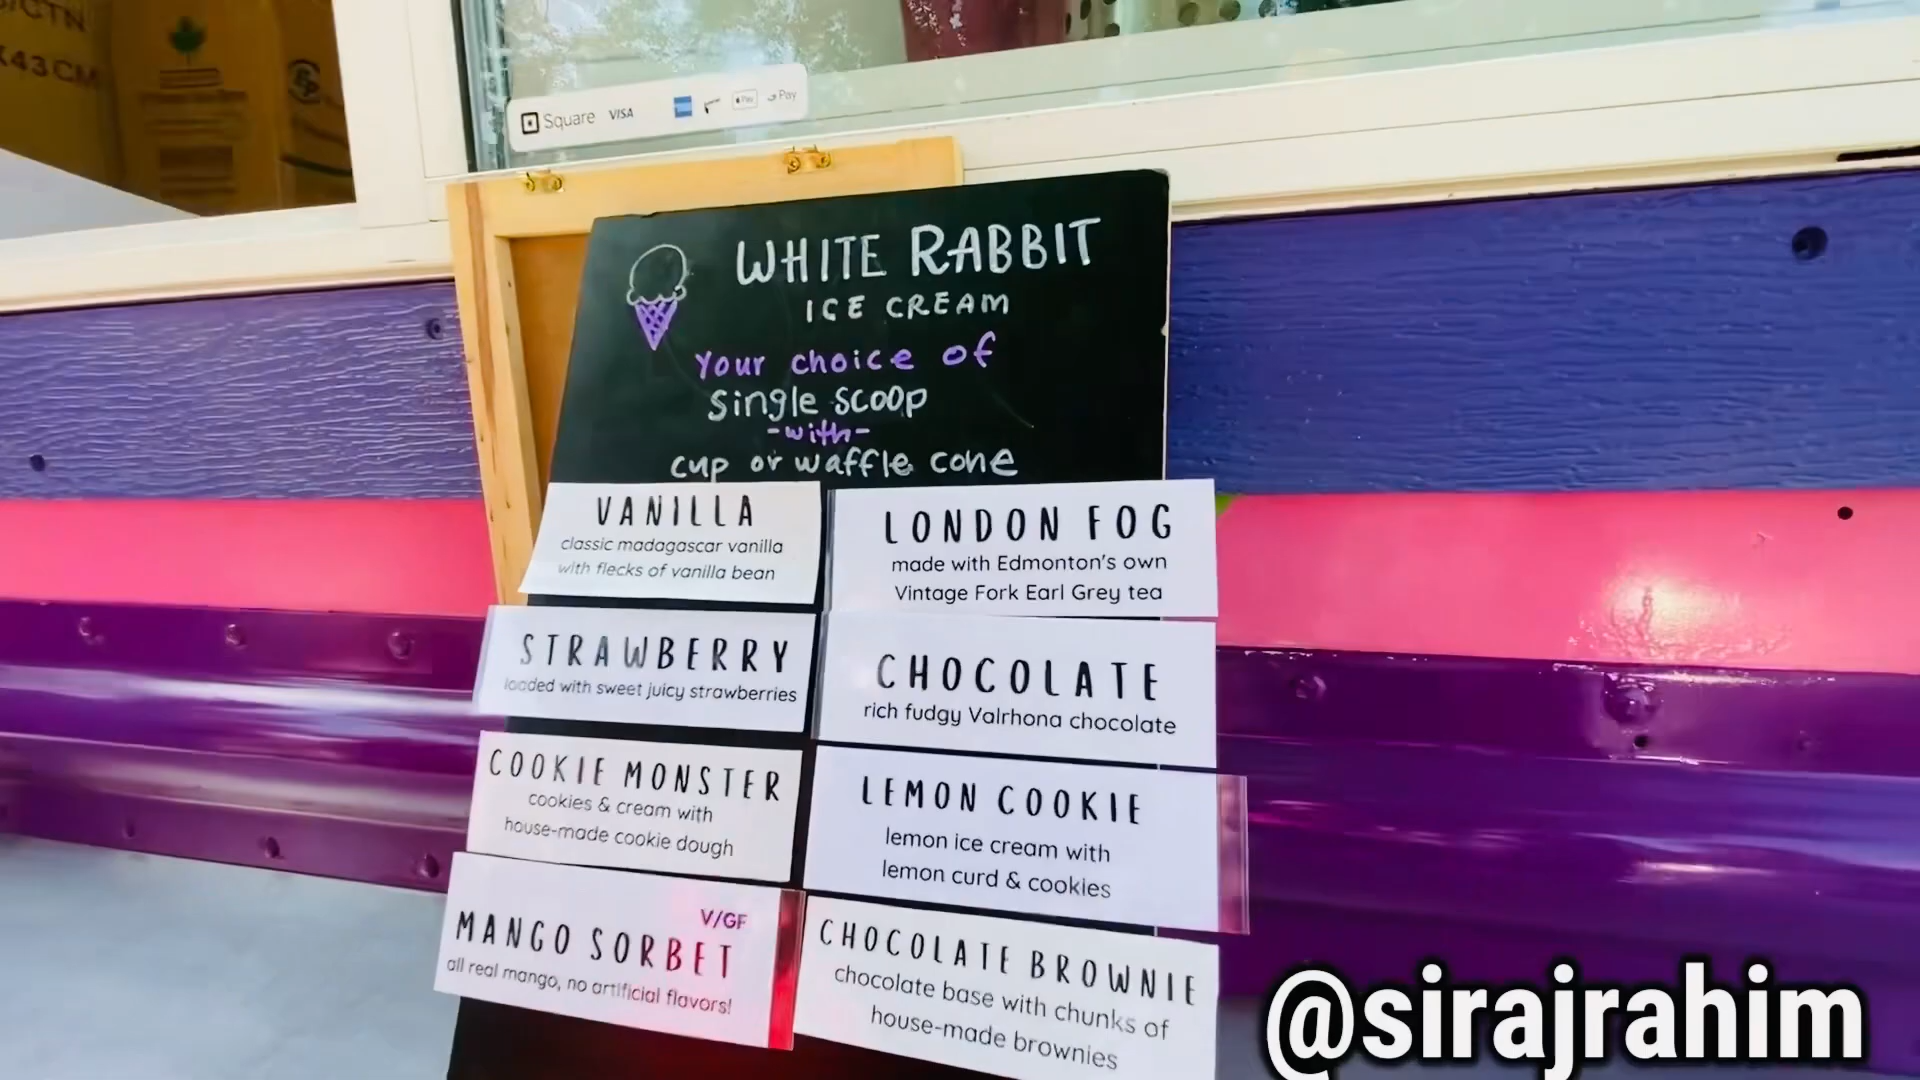 S/CTN
X43CM
Square VISA Pay Pay
WHITE RABBIT
ICE CREAM
Your choice of
single scoop
-with-
cup or waffle cone
VANILLA
classic madagascar vanilla
with flecks of vanilla bean
LONDON FOG
made with Edmonton's own
Vintage Fork Earl Grey tea
STRAWBERRY
loaded with sweet juicy strawberries
CHOCOLATE
rich fudgy Valrhona chocolate
COOKIE MONSTER
cookies & cream with
house-made cookie dough
LEMON COOKIE
lemon ice cream with
lemon curd & cookies
V/GF
MANGO SORBET
all real mango, no artificial flavors!
CHOCOLATE BROWNIE
chocolate base with chunks of
house-made brownies
@sirajrahim